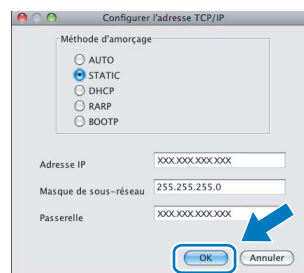 Configurer l'adresse TCP/IP
Méthode d'amorçage
AUTO
STATIC
DHCP
RARP
BOOTP
Adresse IP XXX.XXX.XXX.XXX
Masque de sous-réseau 255.255.255.0
Passerelle XXX.XXX.XXX.XXX
OK Annuler